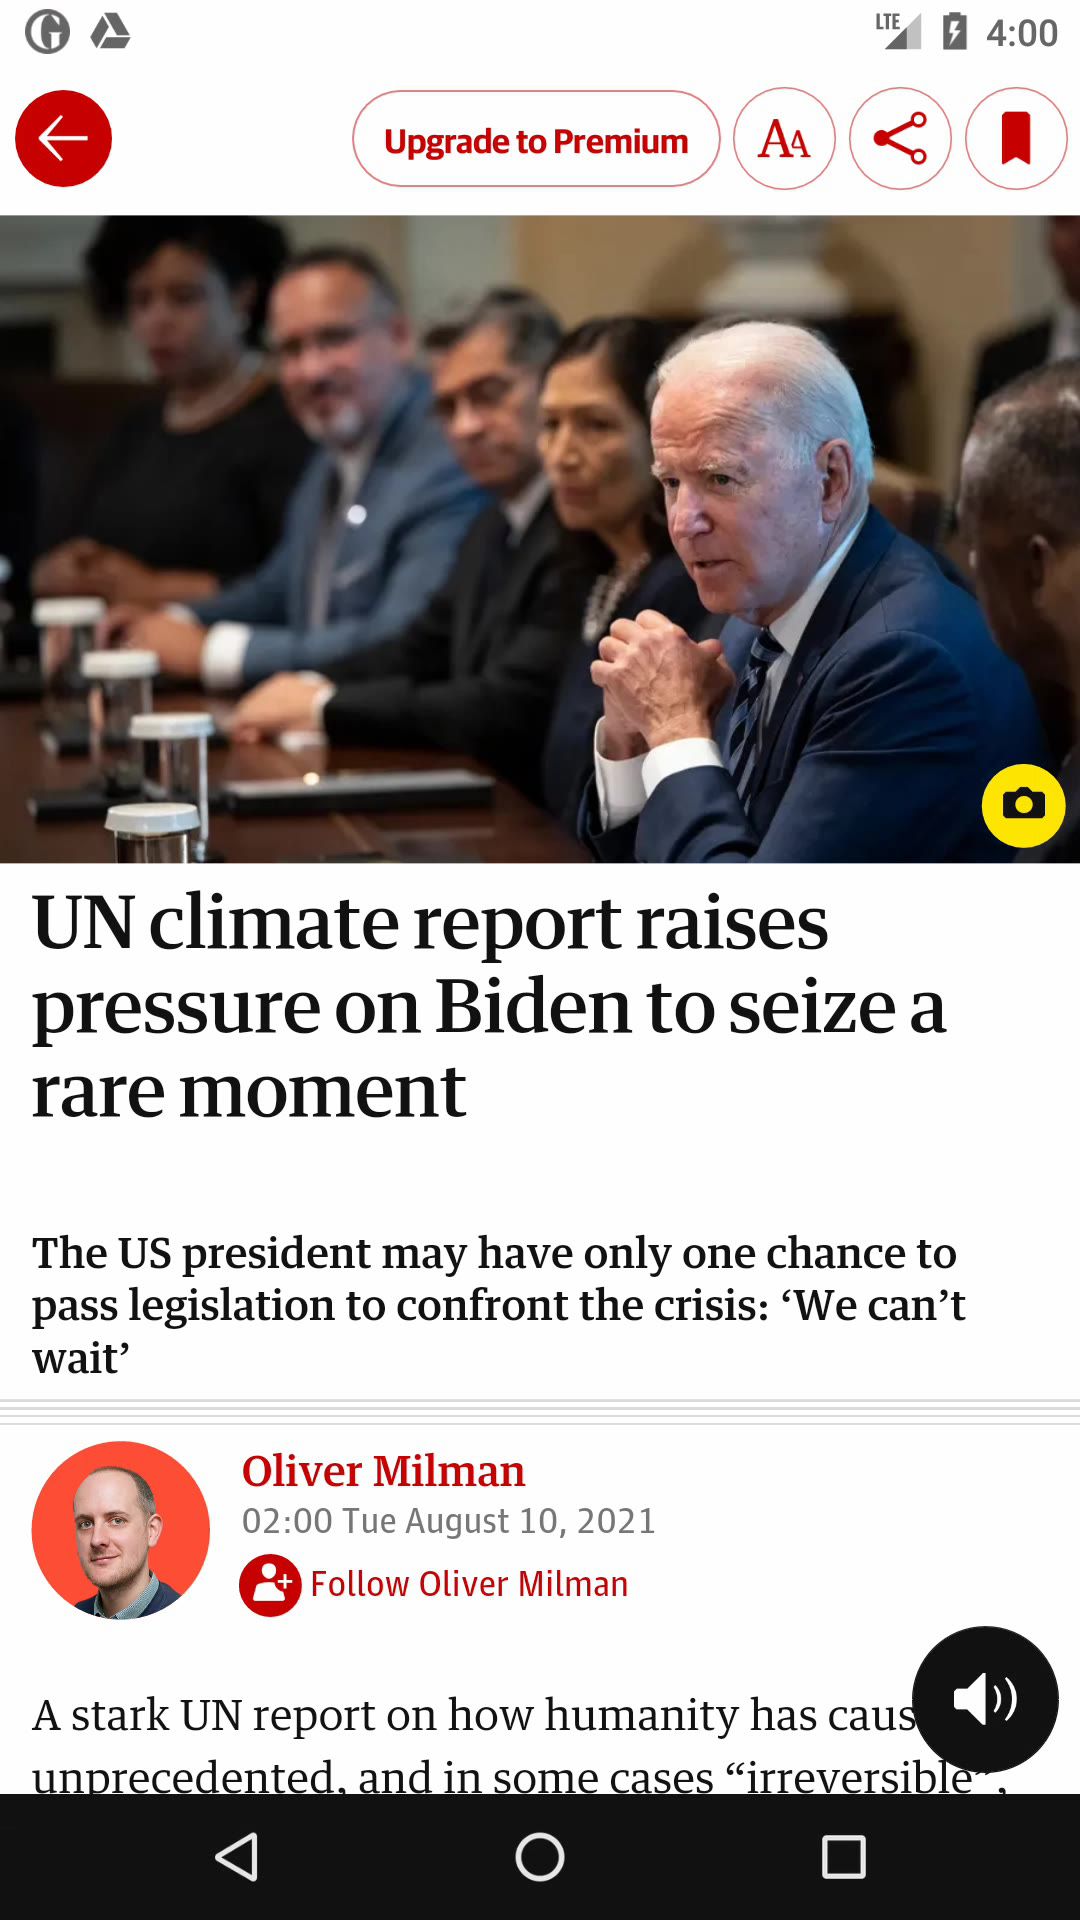 LTE 4:00
Upgrade to Premium AA
UN climate report raises
pressure on Biden to seize a
rare moment
The US president may have only one chance to
pass legislation to confront the crisis: ‘We can’t
wait’
Oliver Milman
02:00 Tue August 10, 2021
Follow Oliver Milman
A stark UN report on how humanity has caus
unprecedented, and in some cases “irreversible”,